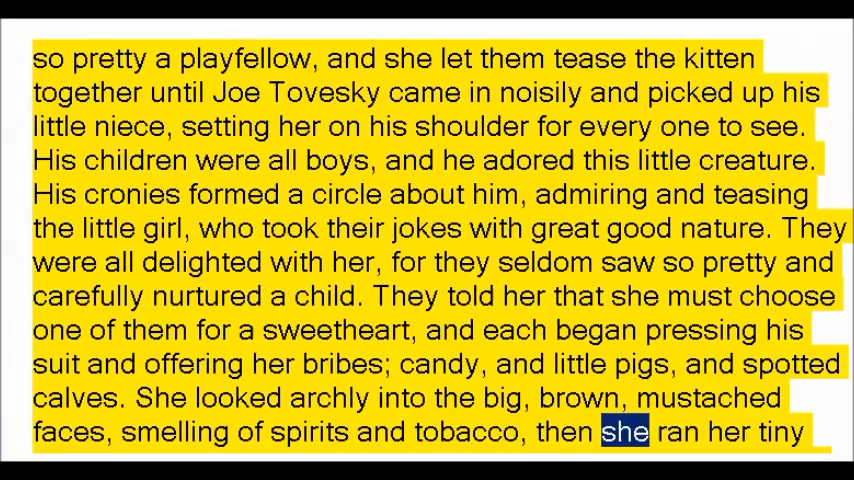 so pretty a playfellow, and she let them tease the kitten
together until Joe Tovesky came in noisily and picked up his
little niece, setting her on his shoulder for every one to see.
His children were all boys, and he adored this little creature.
His cronies formed a circle about him, admiring and teasing
the little girl, who took their jokes with great good nature. They
were all delighted with her, for they seldom saw so pretty and
carefully nurtured a child. They told her that she must choose
one of them for a sweetheart, and each began pressing his
suit and offering her bribes; candy, and little pigs, and spotted
calves. She looked archly into the big, brown, mustached
faces, smelling of spirits and tobacco, then she ran her tiny